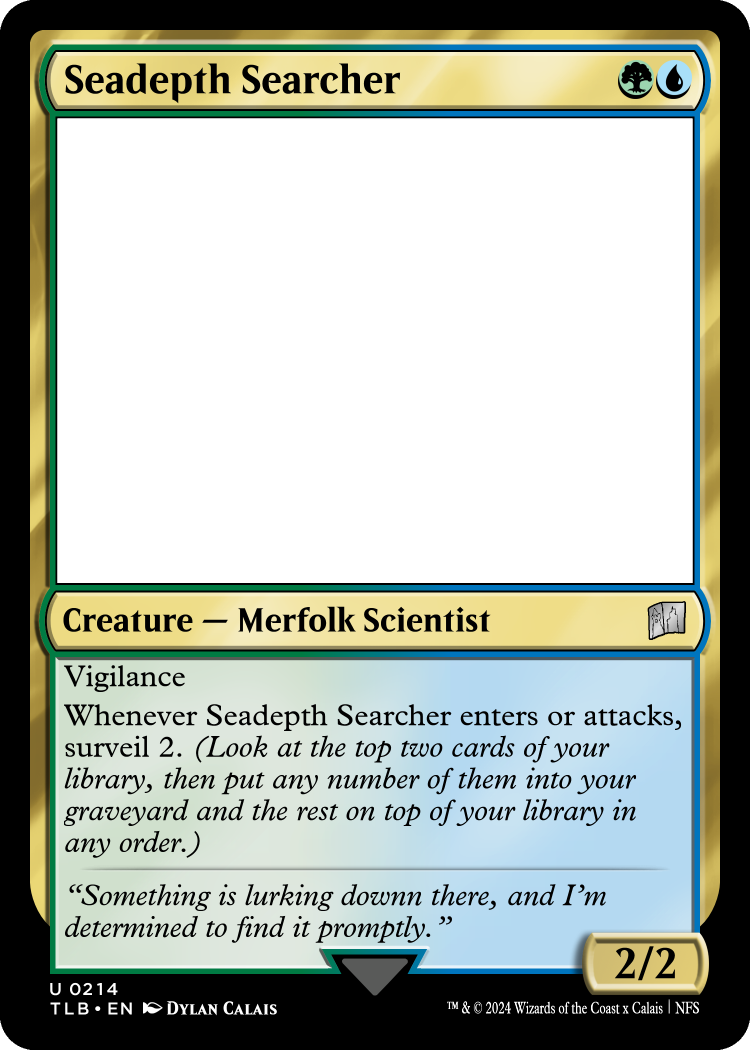 Seadepth Searcher
Creature — Merfolk Scientist
Vigilance
Whenever Seadepth Searcher enters or attacks,
surveil 2. (Look at the top two cards of your
library, then put any number of them into your
graveyard and the rest on top of your library in
any order.)
“Something is lurking downn there, and I’m
determined to find it promptly.”
2/2
U 0214
TLB • EN Dylan Calais
™ & © 2024 Wizards of the Coast x Calais | NFS